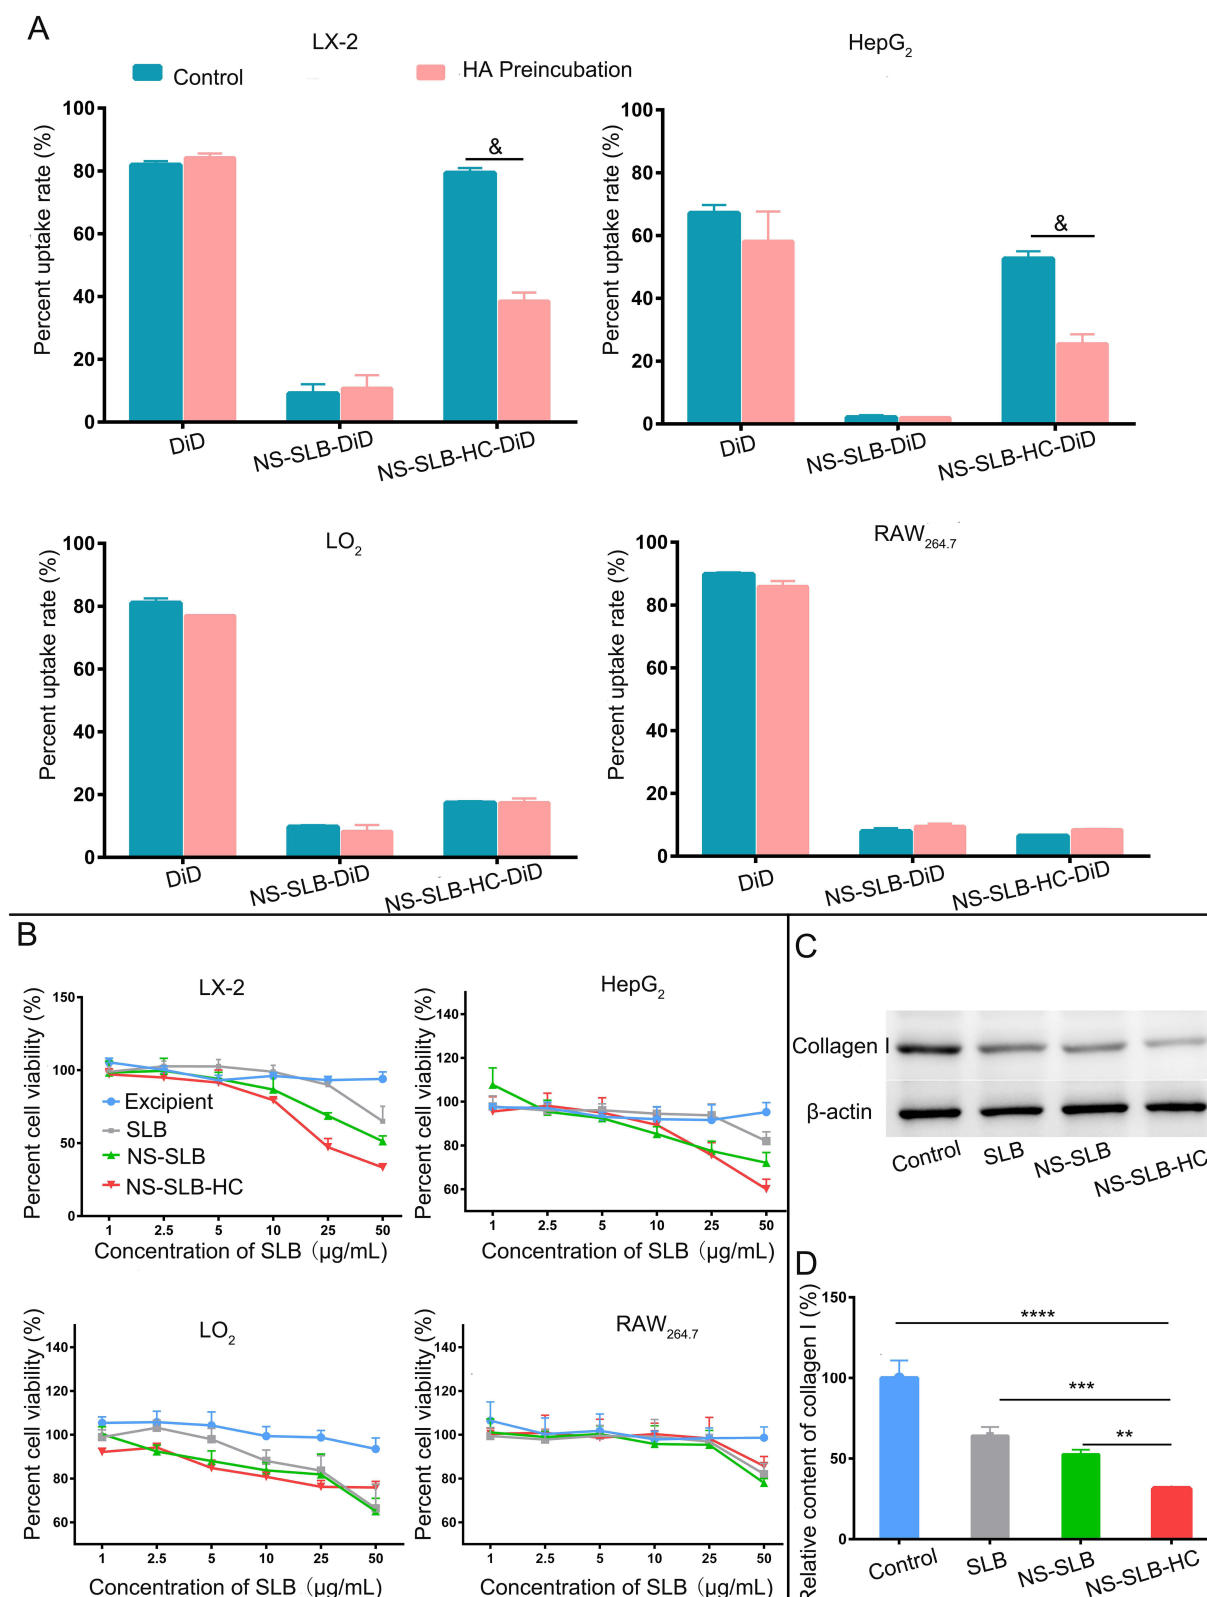 A
LX-2
HepG2
Control
HA Preincubation
Percent uptake rate (%)
100
80
60
40
20
0
&
DiD
NS-SLB-DiD
NS-SLB-HC-DiD
Percent uptake rate (%)
100
80
60
40
20
0
&
DiD
NS-SLB-DiD
NS-SLB-HC-DiD
LO2
Percent uptake rate (%)
100
80
60
40
20
0
DiD
NS-SLB-DiD
NS-SLB-HC-DiD
RAW264.7
Percent uptake rate (%)
100
80
60
40
20
0
DiD
NS-SLB-DiD
NS-SLB-HC-DiD
B
LX-2
Percent cell viability (%)
150
100
50
0
Excipient
SLB
NS-SLB
NS-SLB-HC
1 2.5 5 10 25 50
Concentration of SLB (μg/mL)
HepG2
Percent cell viability (%)
140
120
100
80
60
1 2.5 5 10 25 50
Concentration of SLB (μg/mL)
LO2
Percent cell viability (%)
140
120
100
80
60
1 2.5 5 10 25 50
Concentration of SLB (μg/mL)
RAW264.7
Percent cell viability (%)
140
120
100
80
60
1 2.5 5 10 25 50
Concentration of SLB (μg/mL)
C
Collagen I
β-actin
Control SLB NS-SLB NS-SLB-HC
D
Relative content of collagen I (%)
150
100
50
0
****
***
**
Control SLB NS-SLB NS-SLB-HC